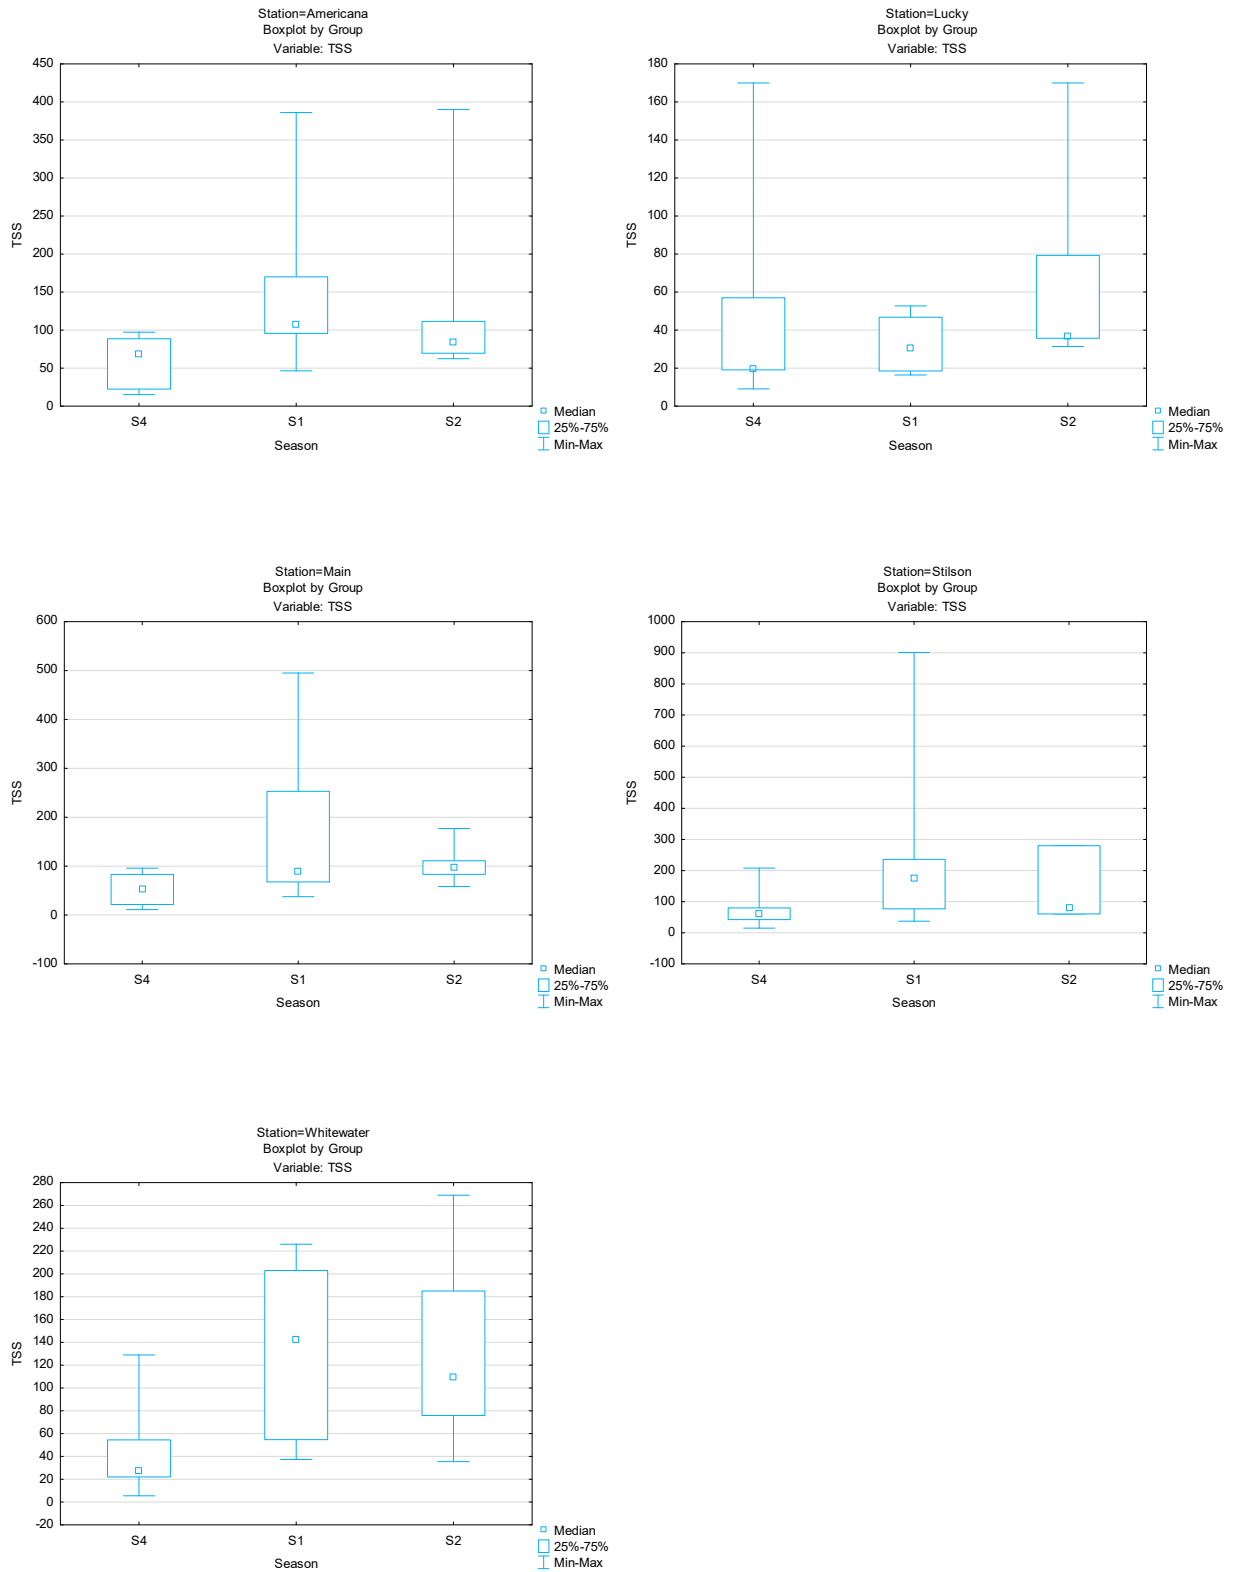 Station=Americana
Boxplot by Group
Variable: TSS
450
400
350
300
250
200
150
100
50
0
TSS
S4 S1 S2
Season
Median
25%-75%
Min-Max
Station=Lucky
Boxplot by Group
Variable: TSS
180
160
140
120
100
80
60
40
20
0
TSS
S4 S1 S2
Season
Median
25%-75%
Min-Max
Station=Main
Boxplot by Group
Variable: TSS
600
500
400
300
200
100
0
-100
TSS
S4 S1 S2
Season
Median
25%-75%
Min-Max
Station=Stilson
Boxplot by Group
Variable: TSS
1000
900
800
700
600
500
400
300
200
100
0
-100
TSS
S4 S1 S2
Season
Median
25%-75%
Min-Max
Station=Whitewater
Boxplot by Group
Variable: TSS
280
260
240
220
200
180
160
140
120
100
80
60
40
20
0
-20
TSS
S4 S1 S2
Season
Median
25%-75%
Min-Max